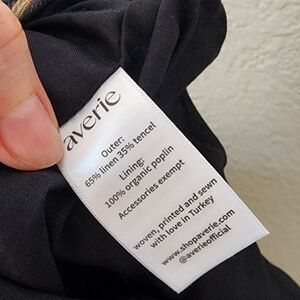 averie
Outer:
65% linen 35% tencel
Lining:
100% organic poplin
Accessories exempt
woven, printed and sewn
with love in Turkey
www.shopaverie.com
@averieofficial